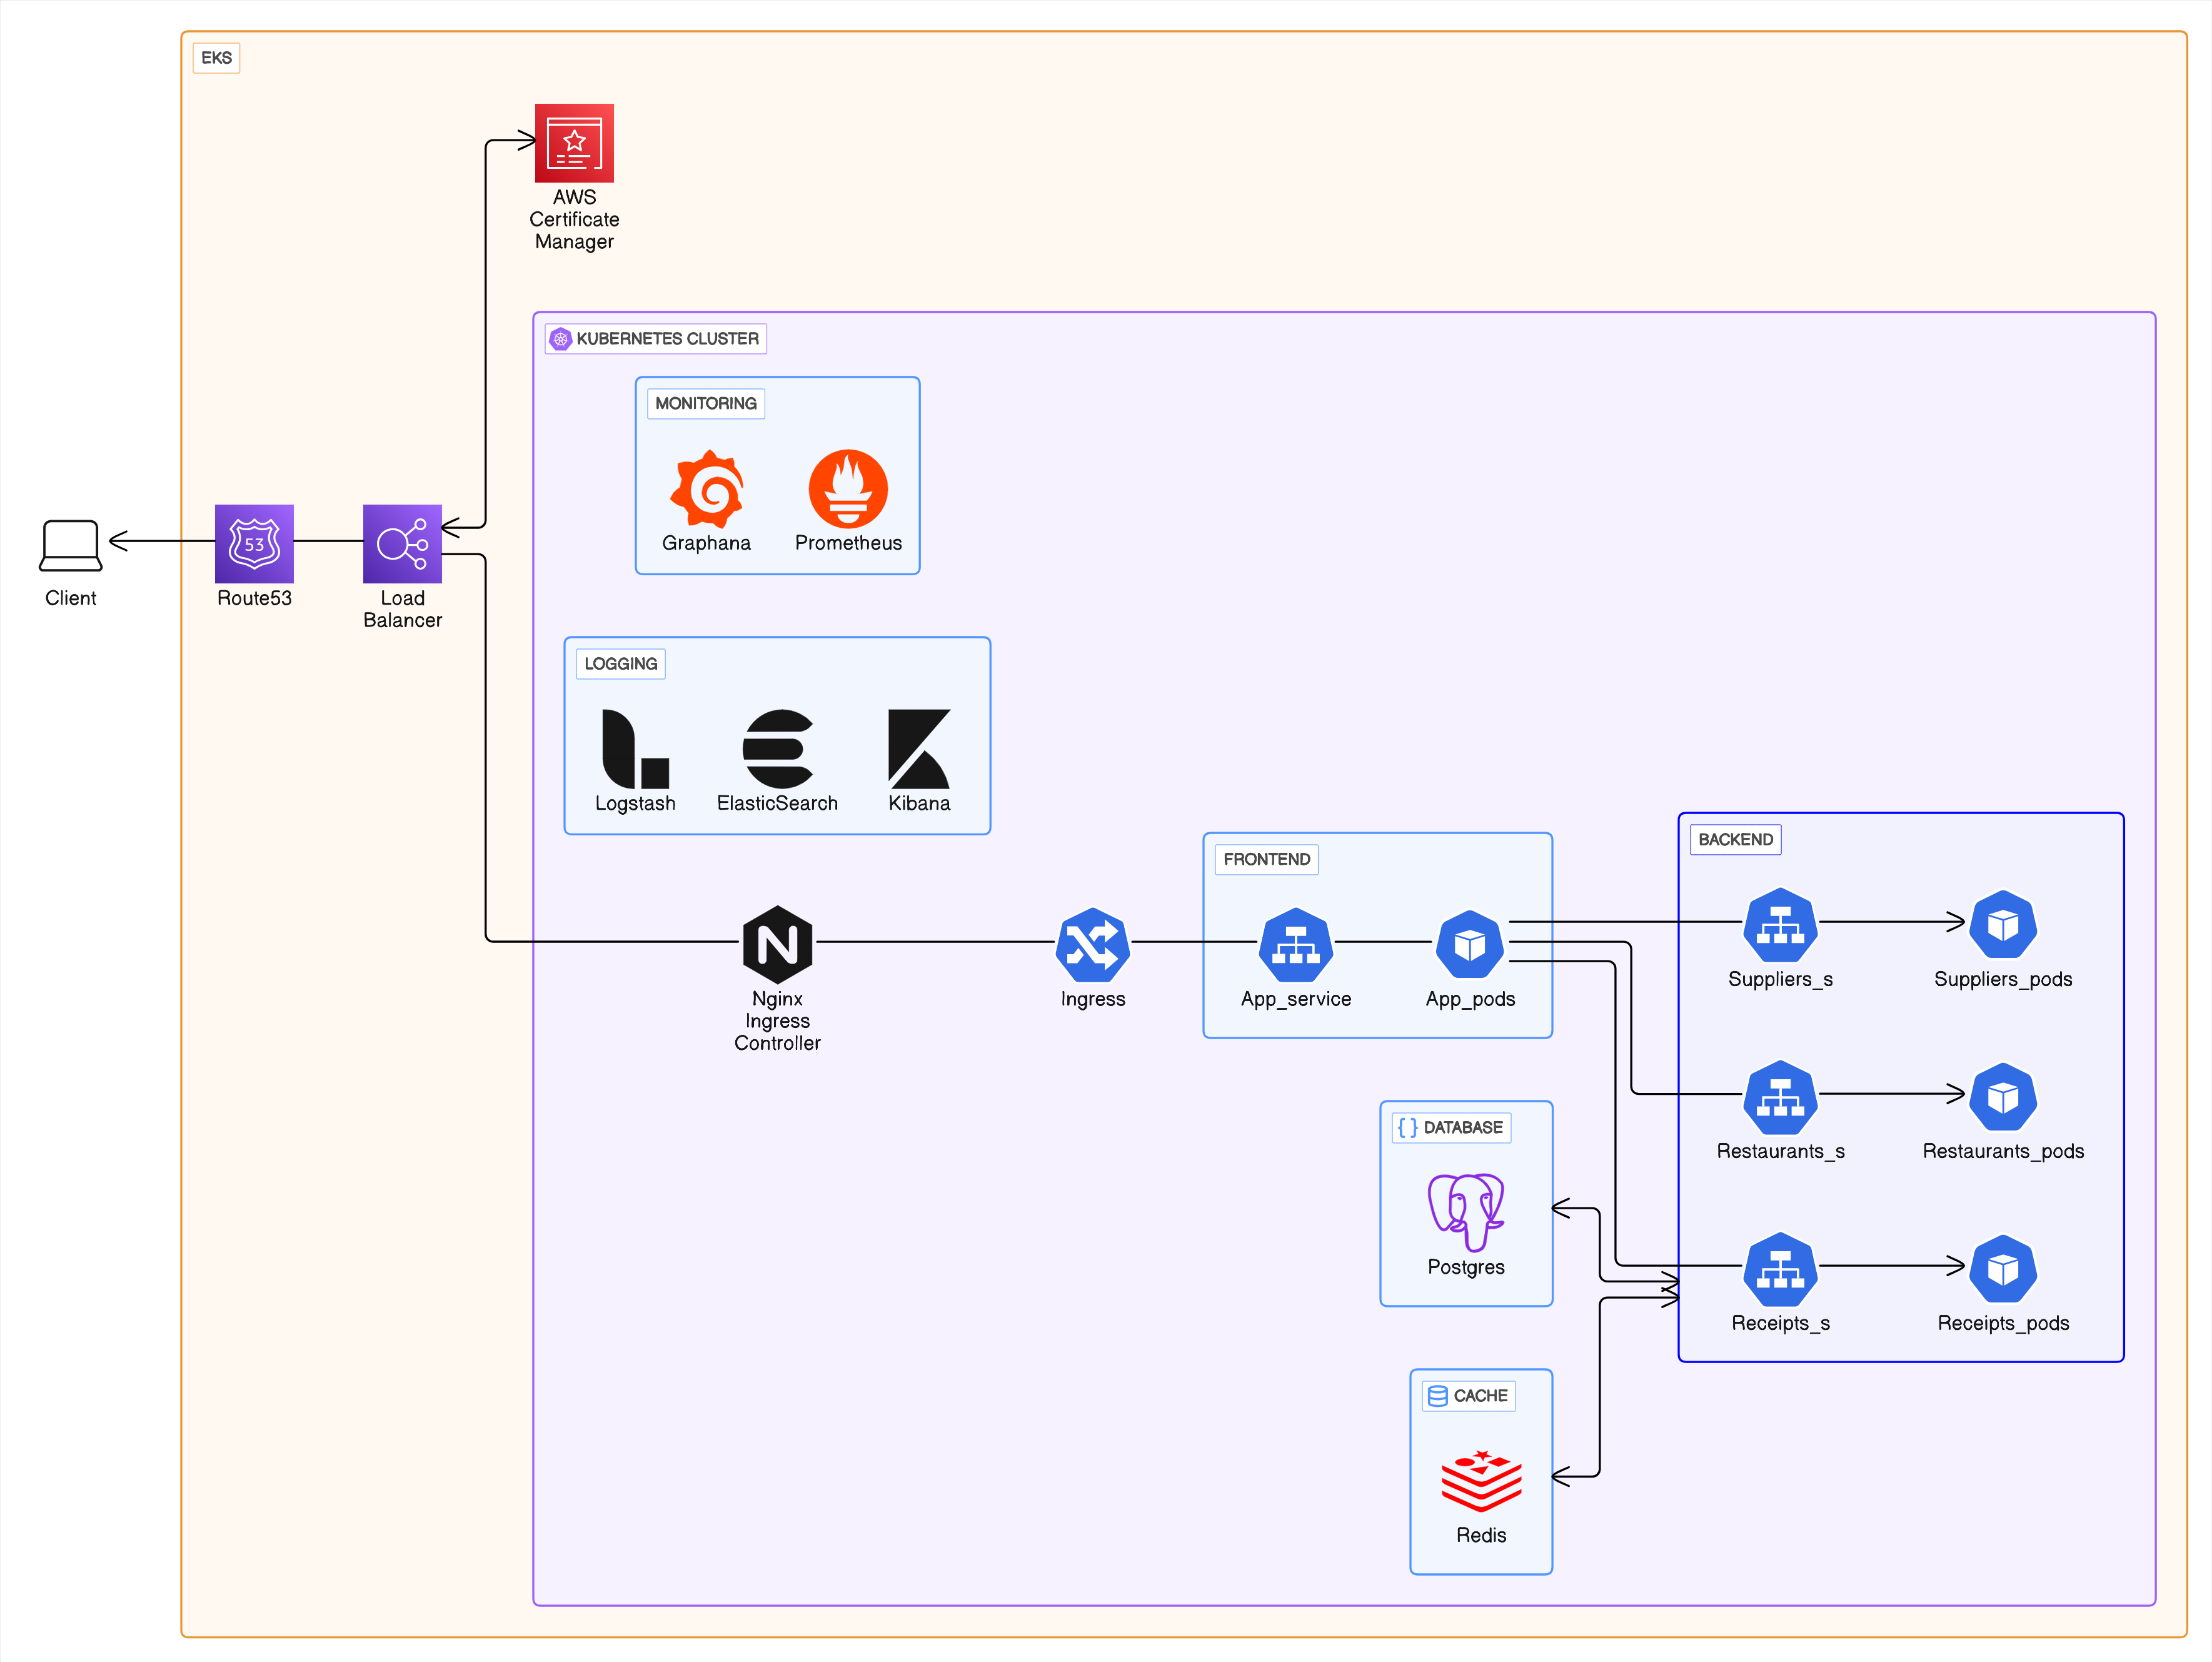 EKS
AWS
Certificate
Manager
KUBERNETES CLUSTER
MONITORING
Graphana
Prometheus
Client
53
Route53
Load
Balancer
LOGGING
Logstash
ElasticSearch
Kibana
Nginx
Ingress
Controller
Ingress
FRONTEND
App_service
App_pods
BACKEND
Suppliers_s
Suppliers_pods
Restaurants_s
Restaurants_pods
Receipts_s
Receipts_pods
{ } DATABASE
Postgres
CACHE
Redis